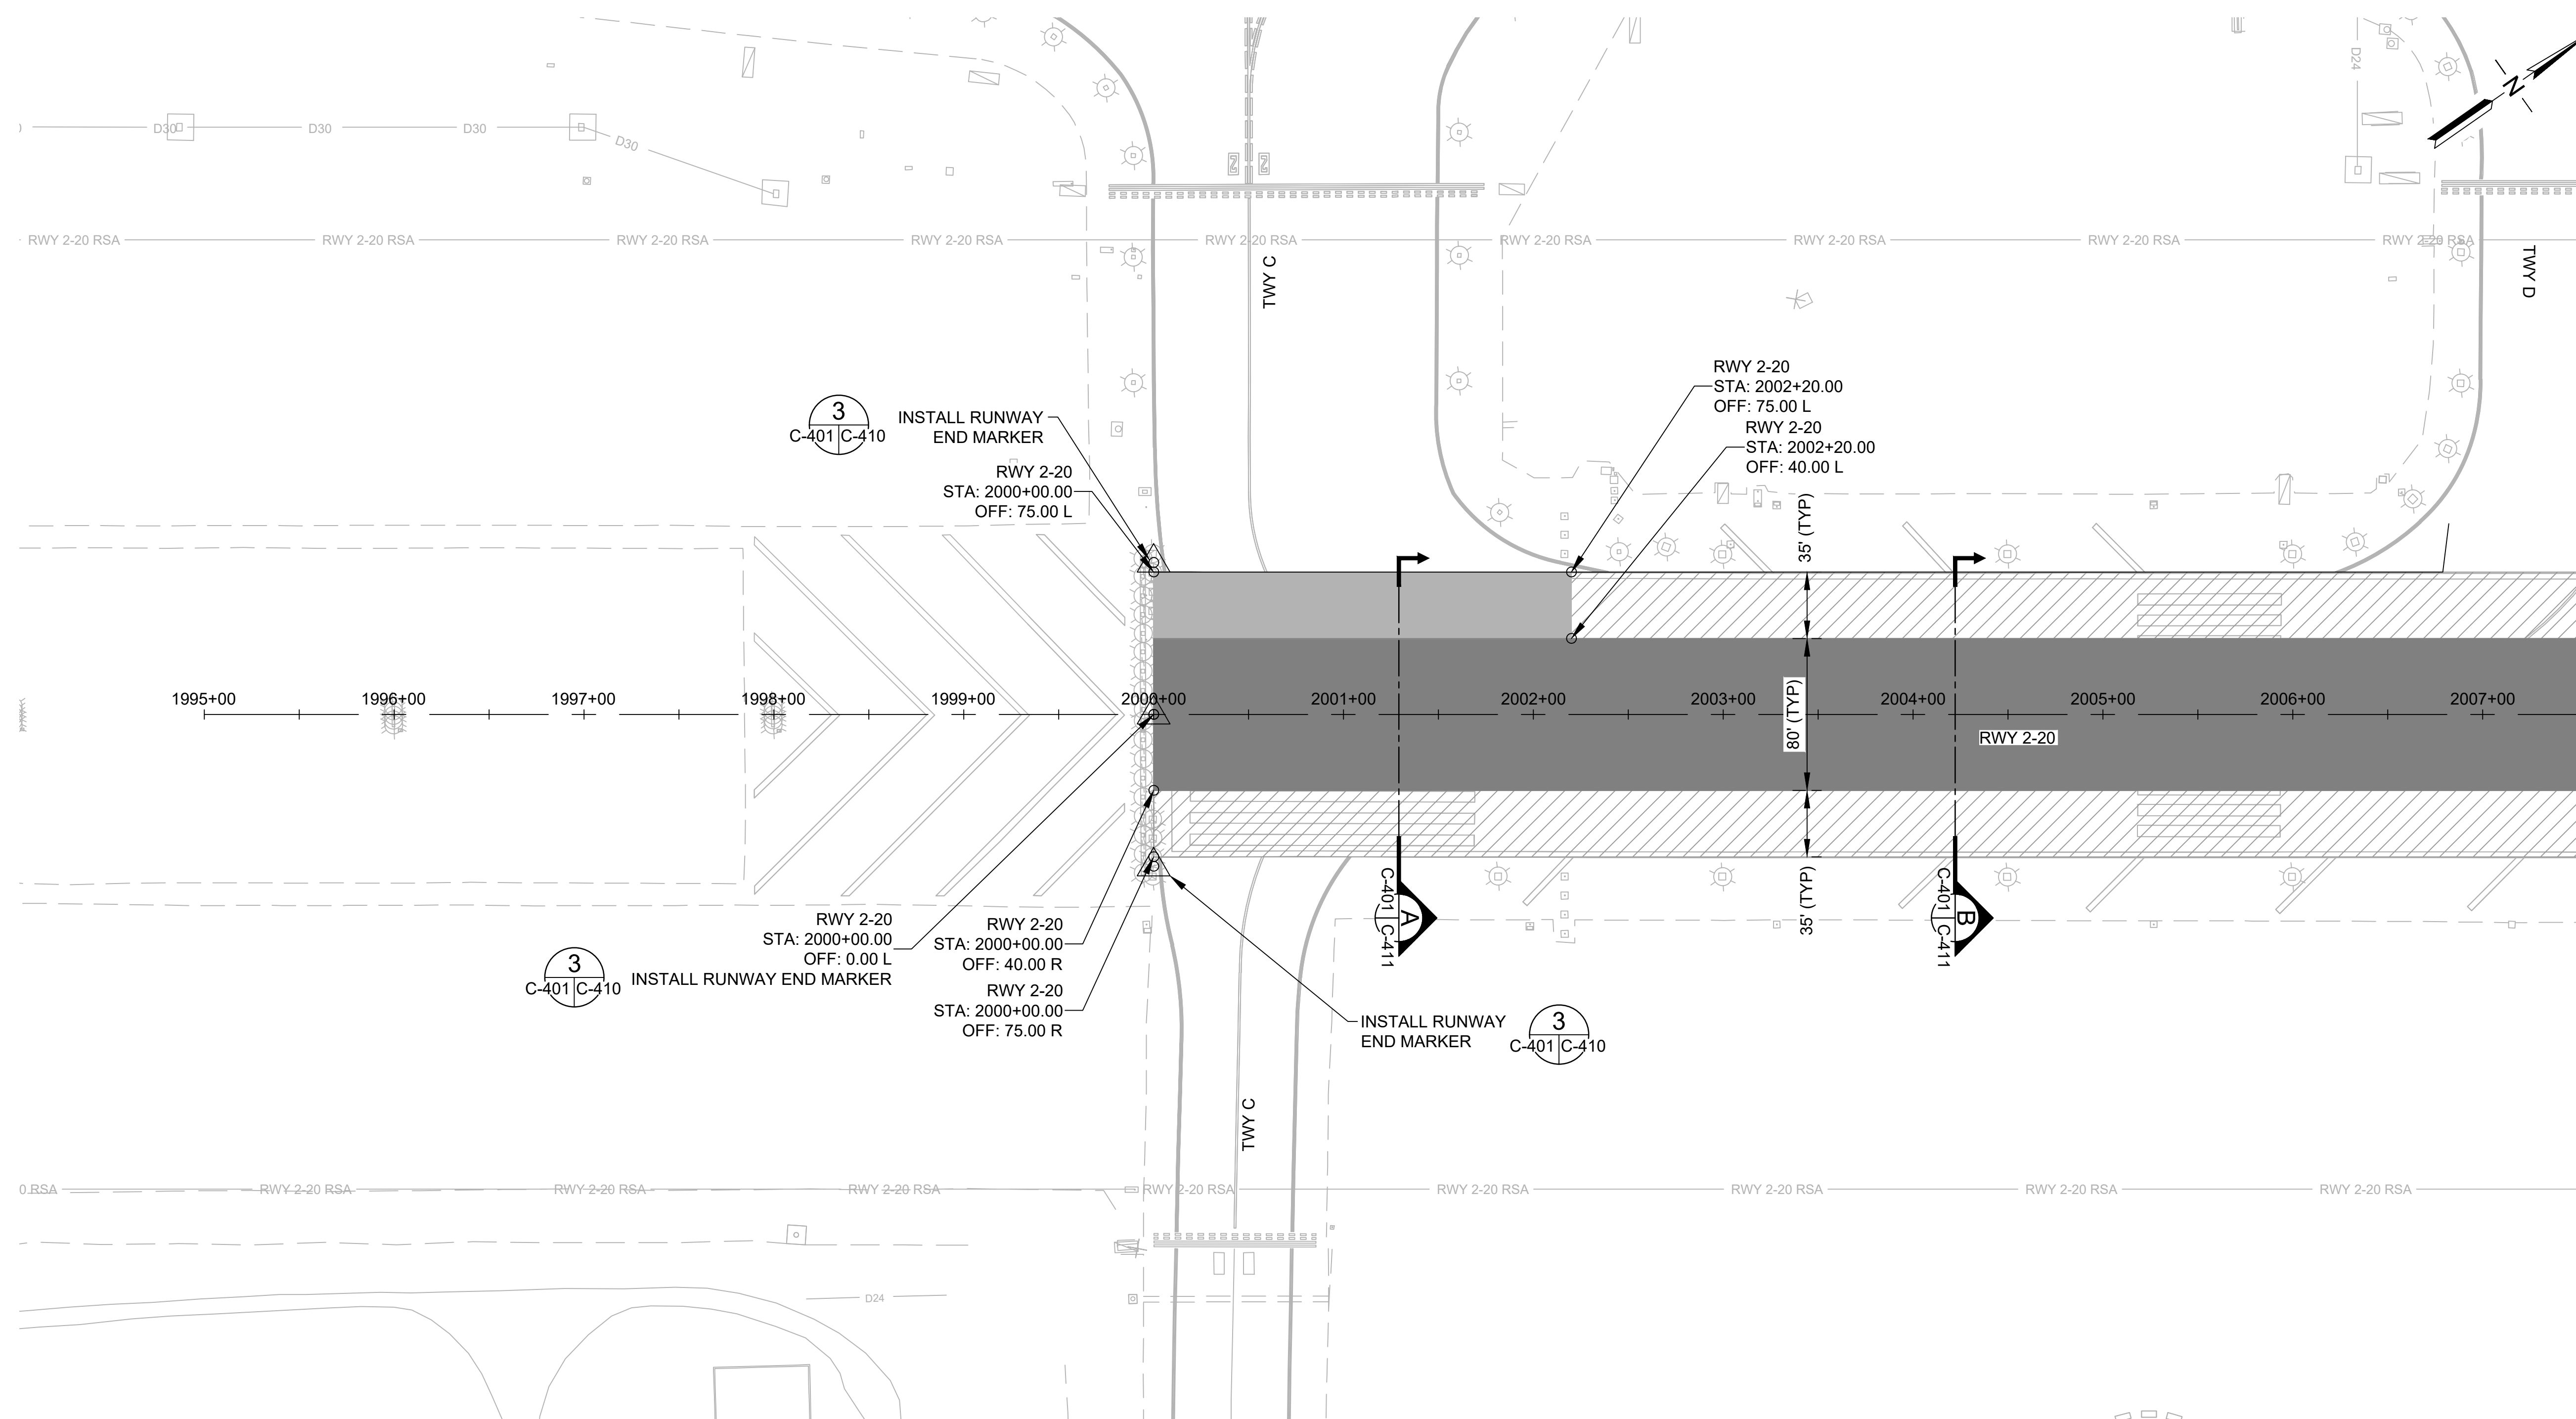 D24
N
D30
D30
D30
D30
2
2
RWY 2-20 RSA
RWY 2-20 RSA
RWY 2-20 RSA
RWY 2-20 RSA
RWY 2-20 RSA
RWY 2-20 RSA
RWY 2-20 RSA
RWY 2-20 RSA
RWY 2-20 RSA
TWY C
TWY D
RWY 2-20
STA: 2002+20.00
OFF: 75.00 L
RWY 2-20
STA: 2002+20.00
OFF: 40.00 L
3
C-401 C-410
INSTALL RUNWAY
END MARKER
RWY 2-20
STA: 2000+00.00
OFF: 75.00 L
35' (TYP)
1995+00
1996+00
1997+00
1998+00
1999+00
2000+00
2001+00
2002+00
2003+00
2004+00
2005+00
2006+00
2007+00
80' (TYP)
RWY 2-20
35' (TYP)
A
C-401 C-411
B
C-401 C-411
RWY 2-20
STA: 2000+00.00
OFF: 0.00 L
INSTALL RUNWAY END MARKER
3
C-401 C-410
RWY 2-20
STA: 2000+00.00
OFF: 40.00 R
RWY 2-20
STA: 2000+00.00
OFF: 75.00 R
INSTALL RUNWAY
END MARKER
3
C-401 C-410
TWY C
0 RSA
RWY 2-20 RSA
RWY 2-20 RSA
RWY 2-20 RSA
RWY 2-20 RSA
RWY 2-20 RSA
RWY 2-20 RSA
RWY 2-20 RSA
RWY 2-20 RSA
D24